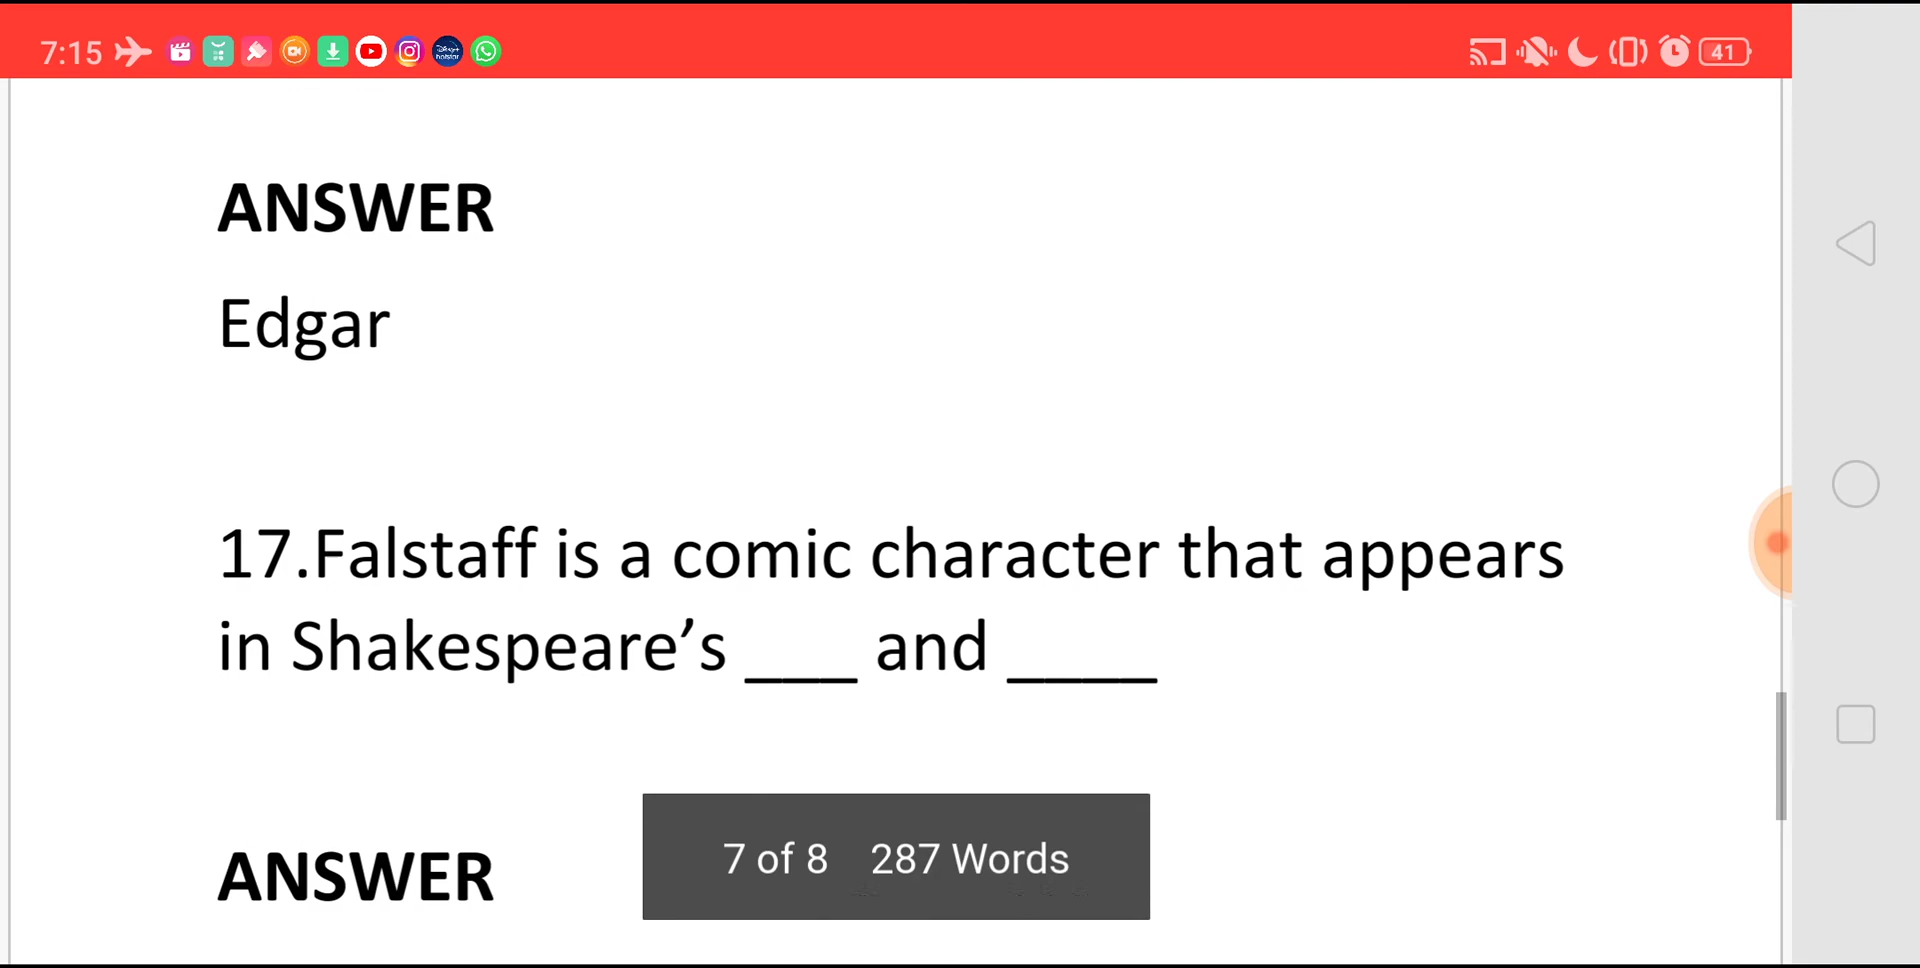 7:15
41
ANSWER
Edgar
17.Falstaff is a comic character that appears
in Shakespeare’s ___ and ____
7 of 8 287 Words
ANSWER